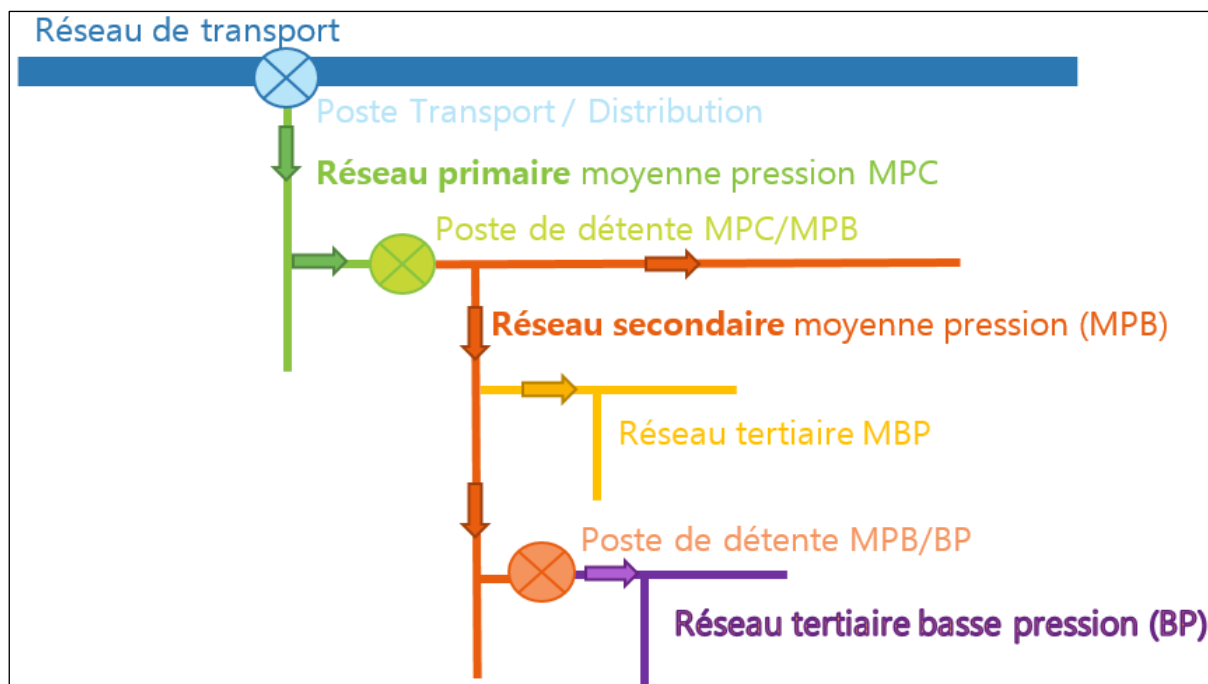 Réseau de transport
Poste Transport / Distribution
Réseau primaire moyenne pression MPC
Poste de détente MPC/MPB
Réseau secondaire moyenne pression (MPB)
Réseau tertiaire MBP
Poste de détente MPB/BP
Réseau tertiaire basse pression (BP)